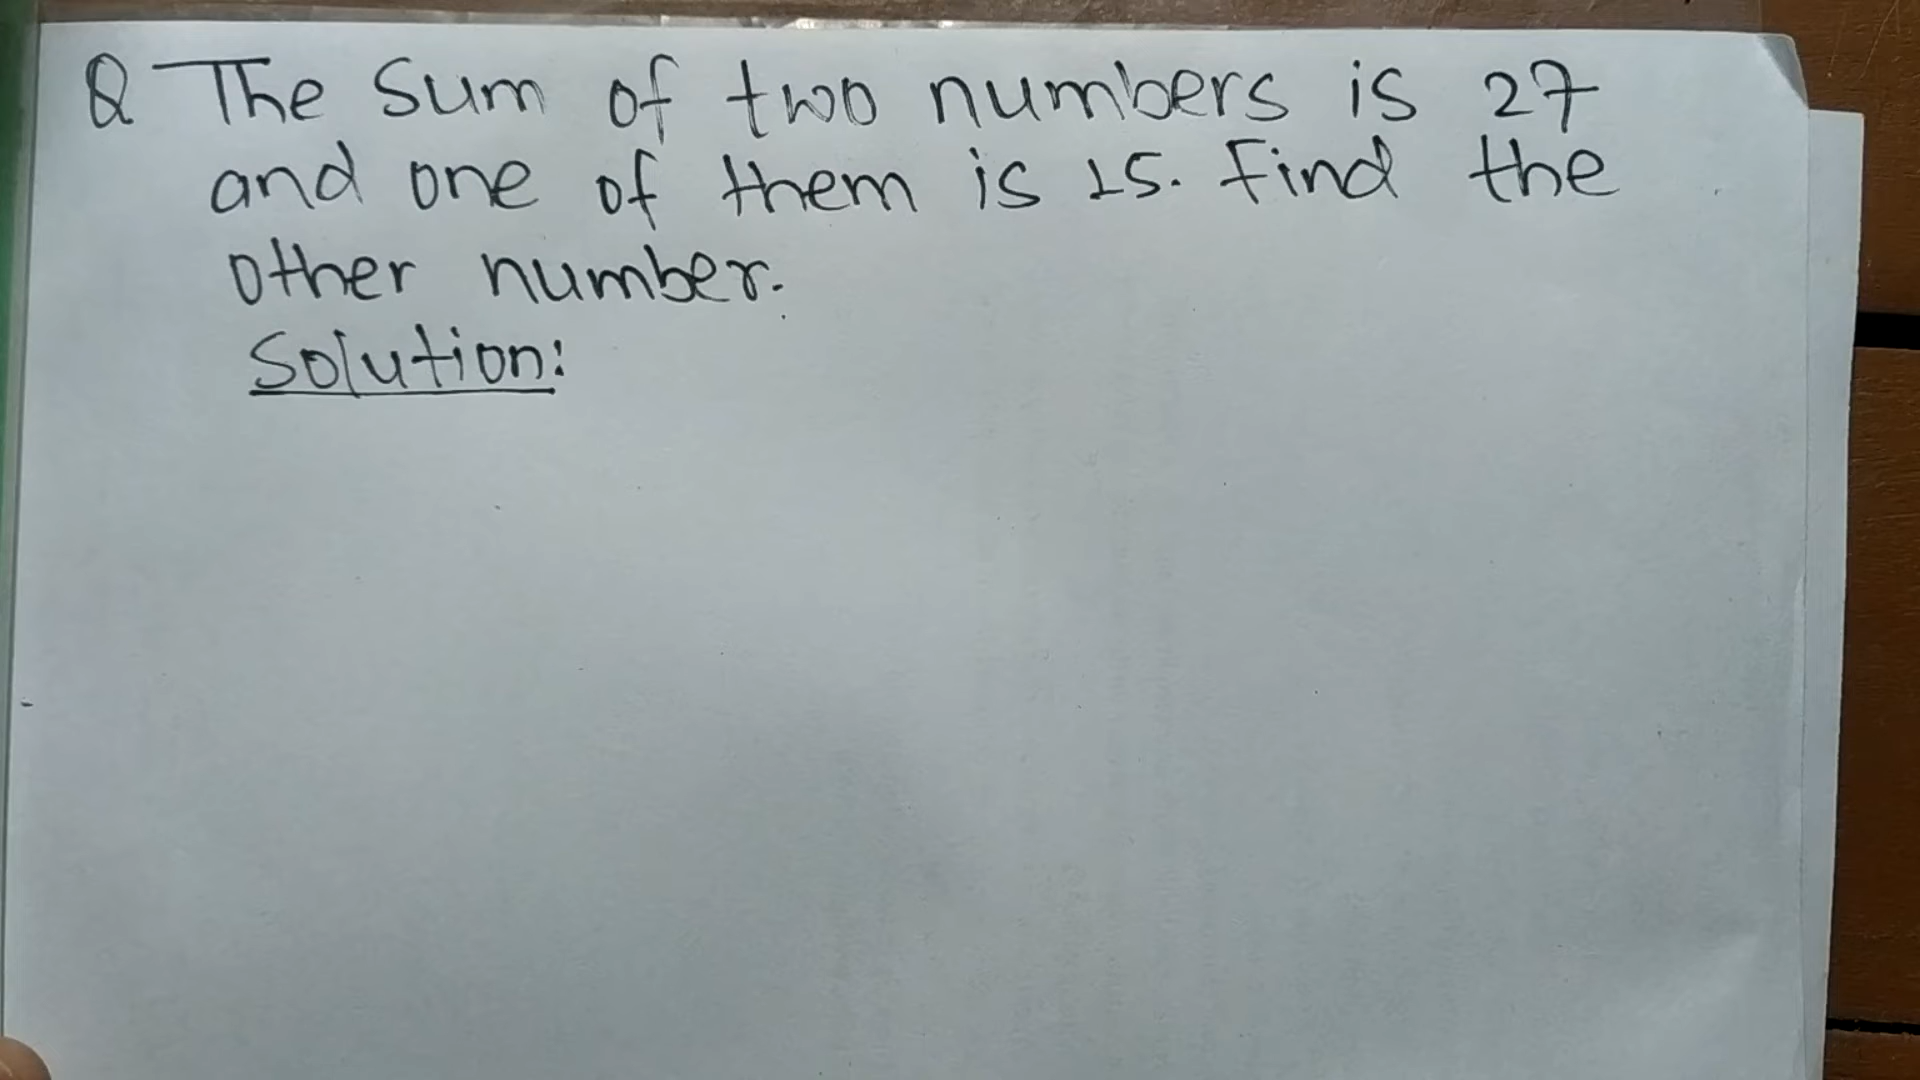 Q The Sum of two numbers is 27
and one of them is 15. Find the
other number.
Solution: